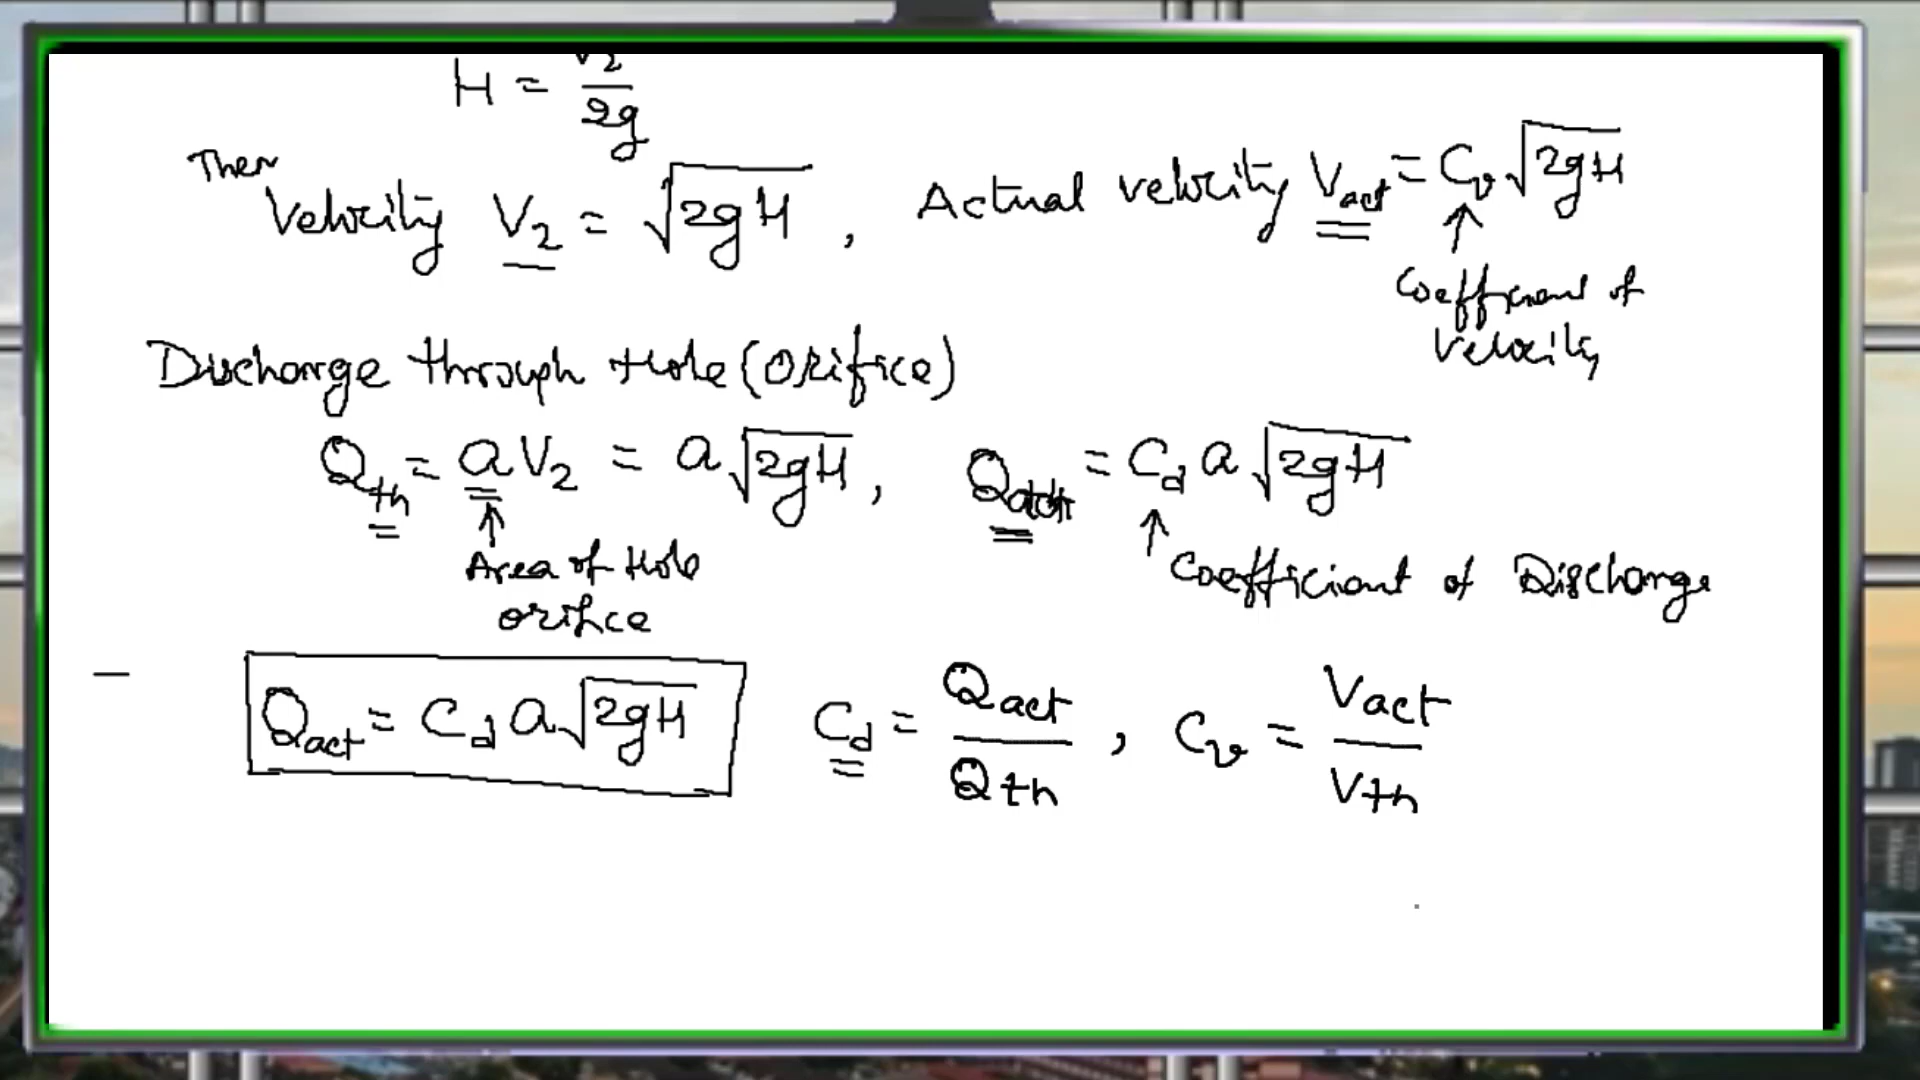 H = V2/2g
Then
Velocity V2 = √2gH , Actual velocity Vact = Cv √2gH
↑
Coefficient of
Velocity
Discharge through Hole (Orifice)
Qth = a V2 = a √2gH , Qact = Cd a √2gH
↑ ↑
Area of Hole Coefficient of Discharge
orifice
— Qact = Cd a √2gH Cd = Qact/Qth , Cv = Vact/Vth